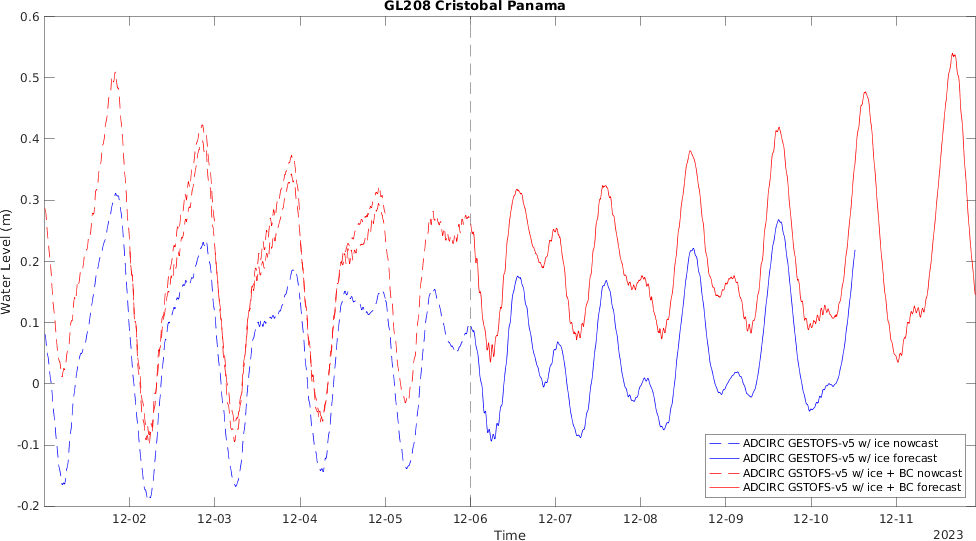 GL208 Cristobal Panama
0.6
0.5
0.4
0.3
0.2
0.1
0
-0.1
-0.2
Water Level (m)
12-02 12-03 12-04 12-05 12-06 12-07 12-08 12-09 12-10 12-11
Time
2023
ADCIRC GESTOFS-v5 w/ ice nowcast
ADCIRC GESTOFS-v5 w/ ice forecast
ADCIRC GSTOFS-v5 w/ ice + BC nowcast
ADCIRC GSTOFS-v5 w/ ice + BC forecast